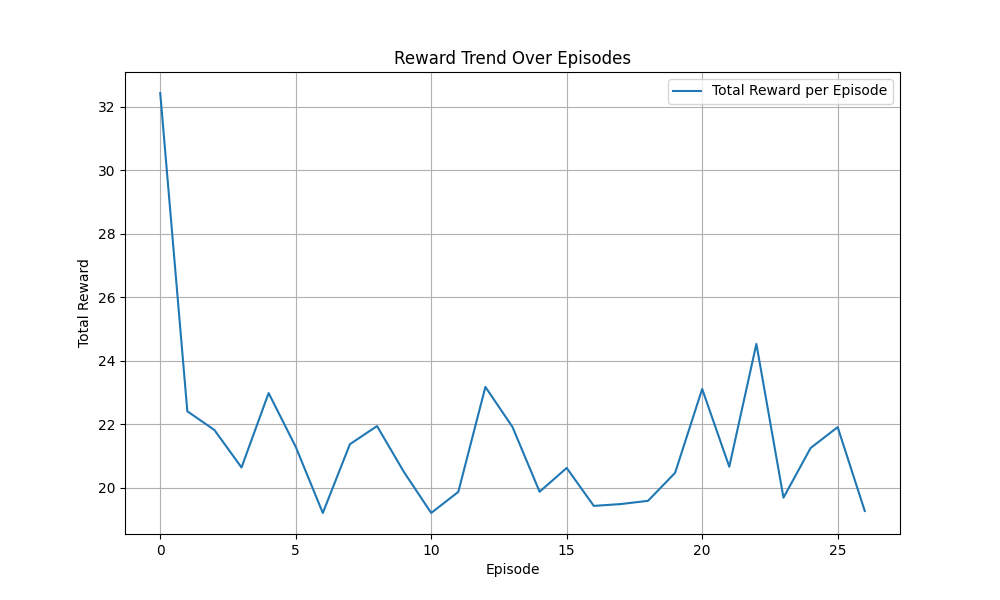 Reward Trend Over Episodes
Total Reward per Episode
Total Reward
32
30
28
26
24
22
20
0 5 10 15 20 25
Episode